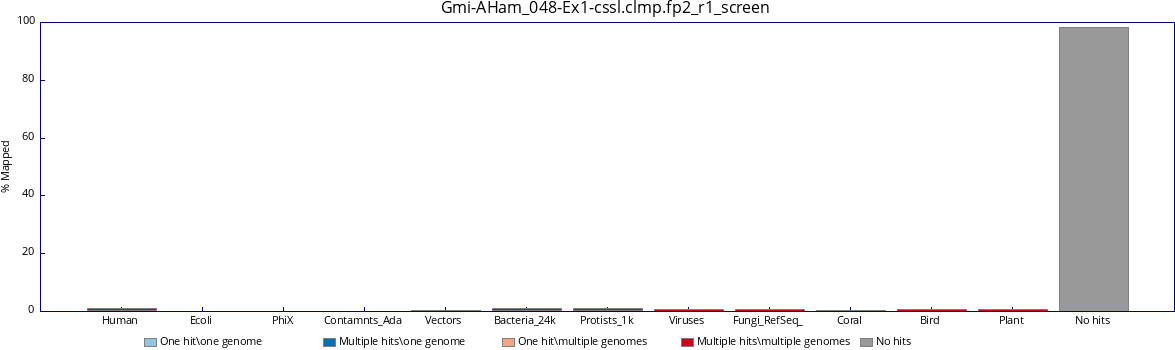 Gmi-AHam_048-Ex1-cssl.clmp.fp2_r1_screen
100
80
60
40
20
0
% Mapped
Human Ecoli PhiX Contamnts_Ada Vectors Bacteria_24k Protists_1k Viruses Fungi_RefSeq_ Coral Bird Plant No hits
One hit\one genome Multiple hits\one genome One hit\multiple genomes Multiple hits\multiple genomes No hits